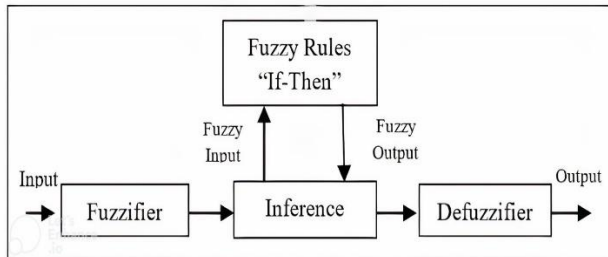 Fuzzy Rules
“If-Then”
Fuzzy
Input
Fuzzy
Output
Input
Fuzzifier
Inference
Defuzzifier
Output